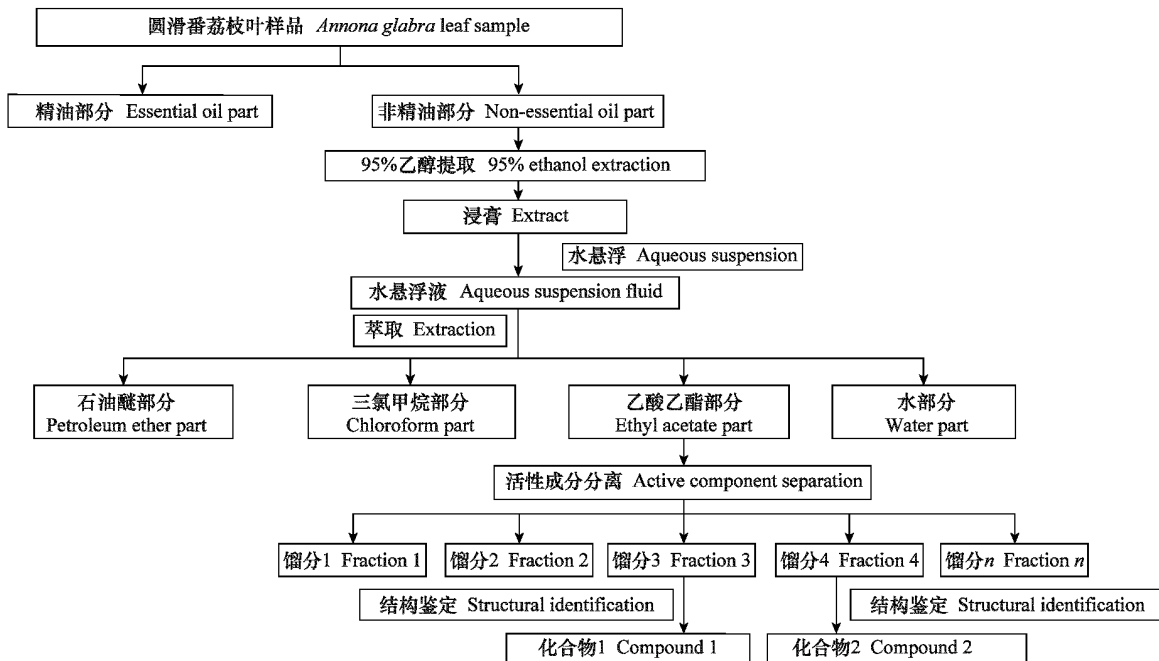 圆滑番荔枝叶样品 Annona glabra leaf sample
精油部分 Essential oil part
非精油部分 Non-essential oil part
95%乙醇提取 95% ethanol extraction
浸膏 Extract
水悬浮 Aqueous suspension
水悬浮液 Aqueous suspension fluid
萃取 Extraction
石油醚部分
Petroleum ether part
三氯甲烷部分
Chloroform part
乙酸乙酯部分
Ethyl acetate part
水部分
Water part
活性成分分离 Active component separation
馏分1 Fraction 1
馏分2 Fraction 2
馏分3 Fraction 3
馏分4 Fraction 4
馏分n Fraction n
结构鉴定 Structural identification
结构鉴定 Structural identification
化合物1 Compound 1
化合物2 Compound 2